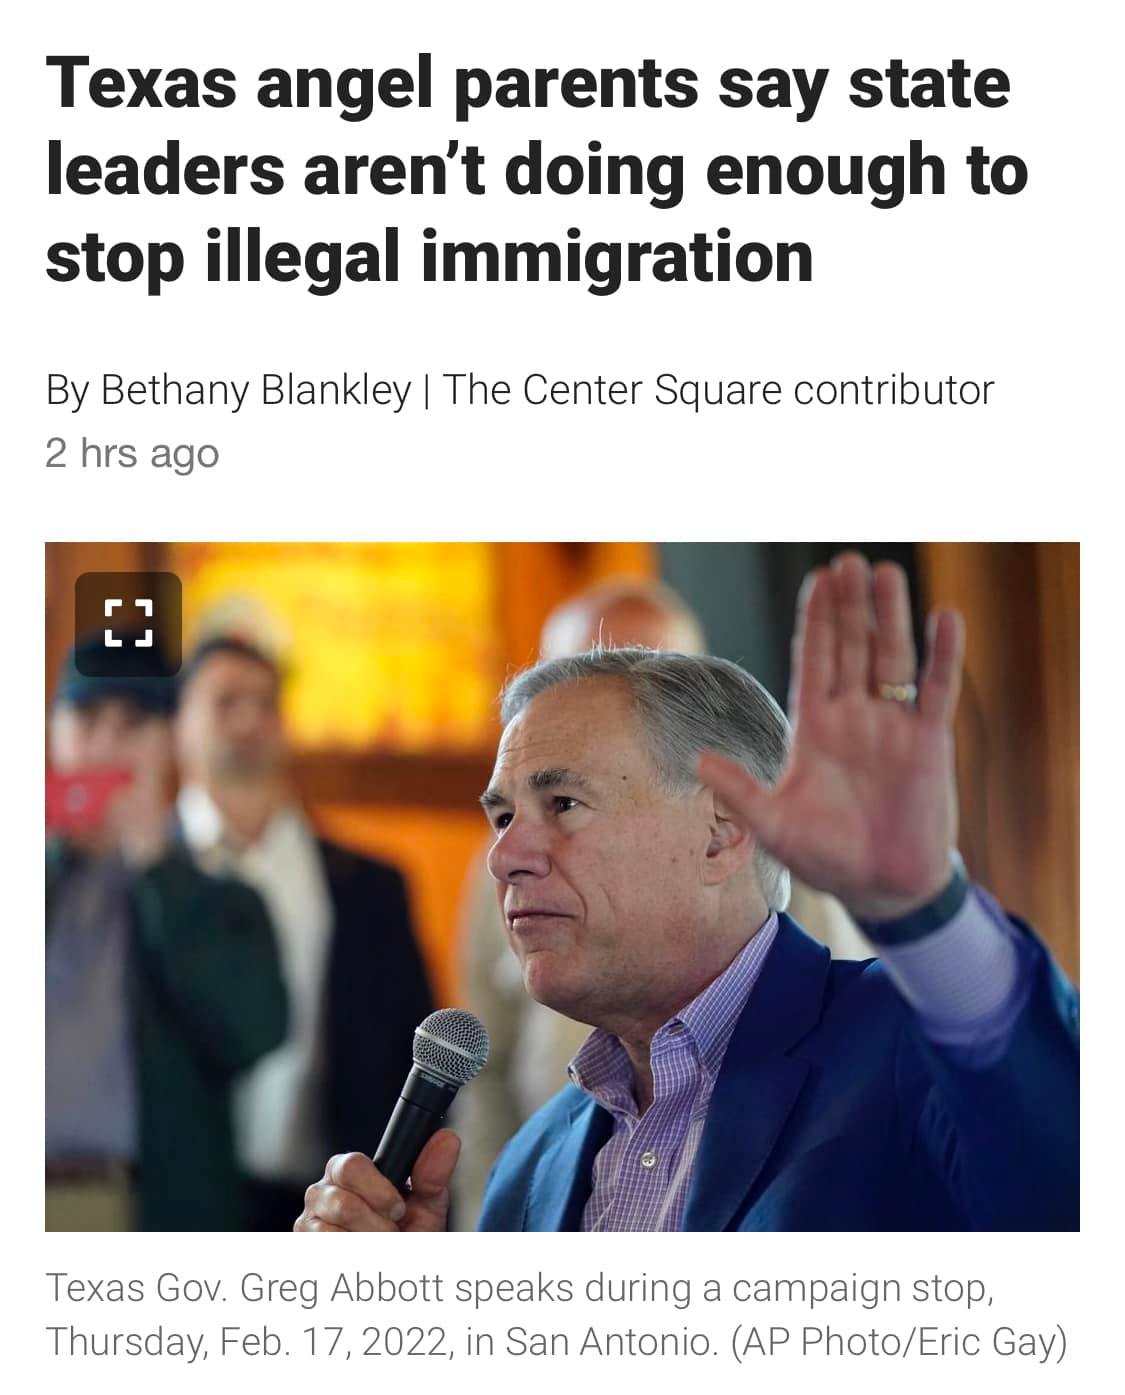 Texas angel parents say state
leaders aren’t doing enough to
stop illegal immigration
By Bethany Blankley | The Center Square contributor
2 hrs ago
Texas Gov. Greg Abbott speaks during a campaign stop,
Thursday, Feb. 17, 2022, in San Antonio. (AP Photo/Eric Gay)